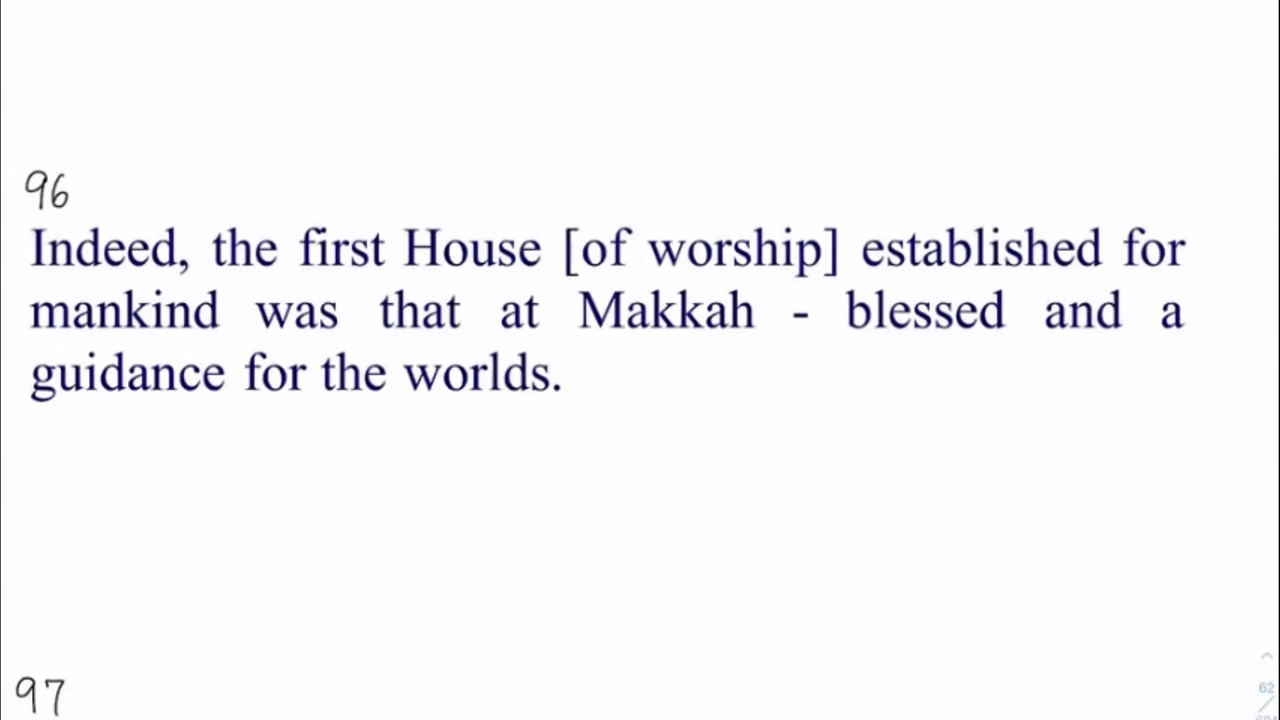 96
Indeed, the first House [of worship] established for
mankind was that at Makkah - blessed and a
guidance for the worlds.
97
62